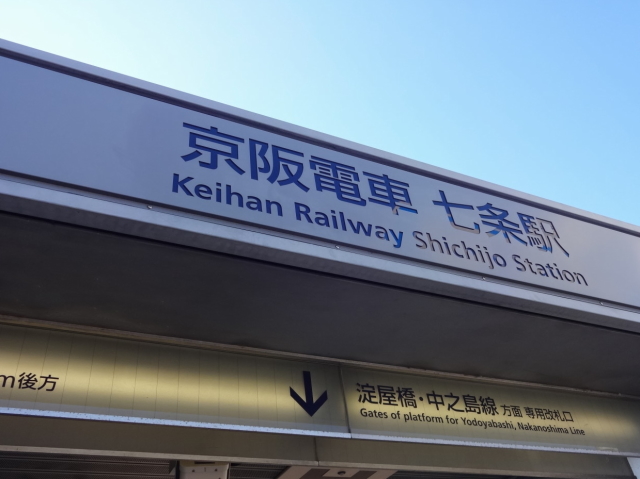 京阪電車 七条駅
Keihan Railway Shichijo Station
m後方
↓
淀屋橋・中之島線 方面 専用改札口
Gates of platform for Yodoyabashi, Nakanoshima Line